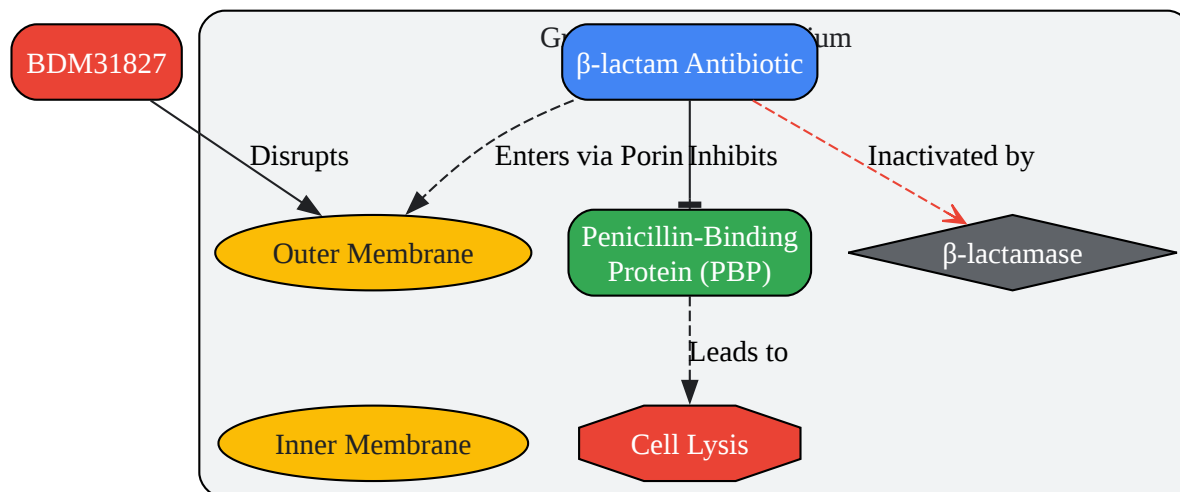 BDM31827
β-lactam Antibiotic
Disrupts
Enters via Porin
Inhibits
Inactivated by
Outer Membrane
Penicillin-Binding
Protein (PBP)
β-lactamase
Leads to
Inner Membrane
Cell Lysis